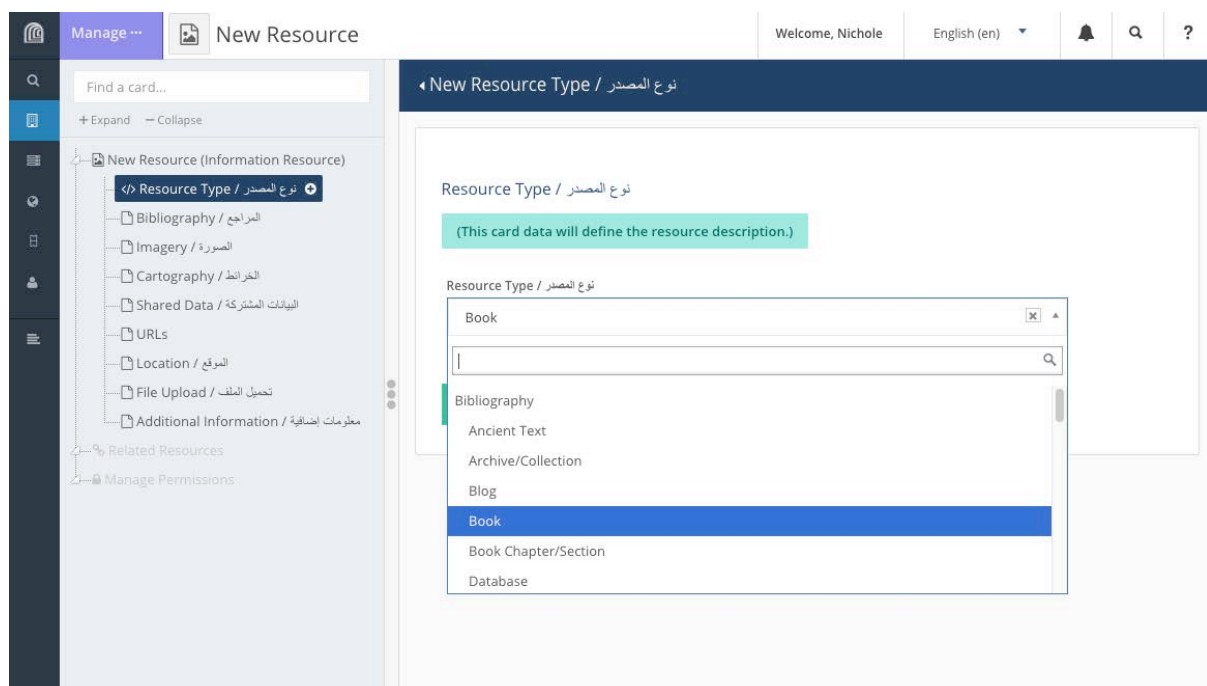 Manage ···
New Resource
Welcome, Nichole
English (en)
?
Find a card...
+ Expand
− Collapse
New Resource (Information Resource)
</> Resource Type / نوع المصدر
Bibliography / المراجع
Imagery / الصورة
Cartography / الخرائط
Shared Data / البيانات المشتركة
URLs
Location / الموقع
File Upload / تحميل الملف
Additional Information / معلومات إضافية
Related Resources
Manage Permissions
New Resource Type / نوع المصدر
Resource Type / نوع المصدر
(This card data will define the resource description.)
Resource Type / نوع المصدر
Book
Bibliography
Ancient Text
Archive/Collection
Blog
Book
Book Chapter/Section
Database